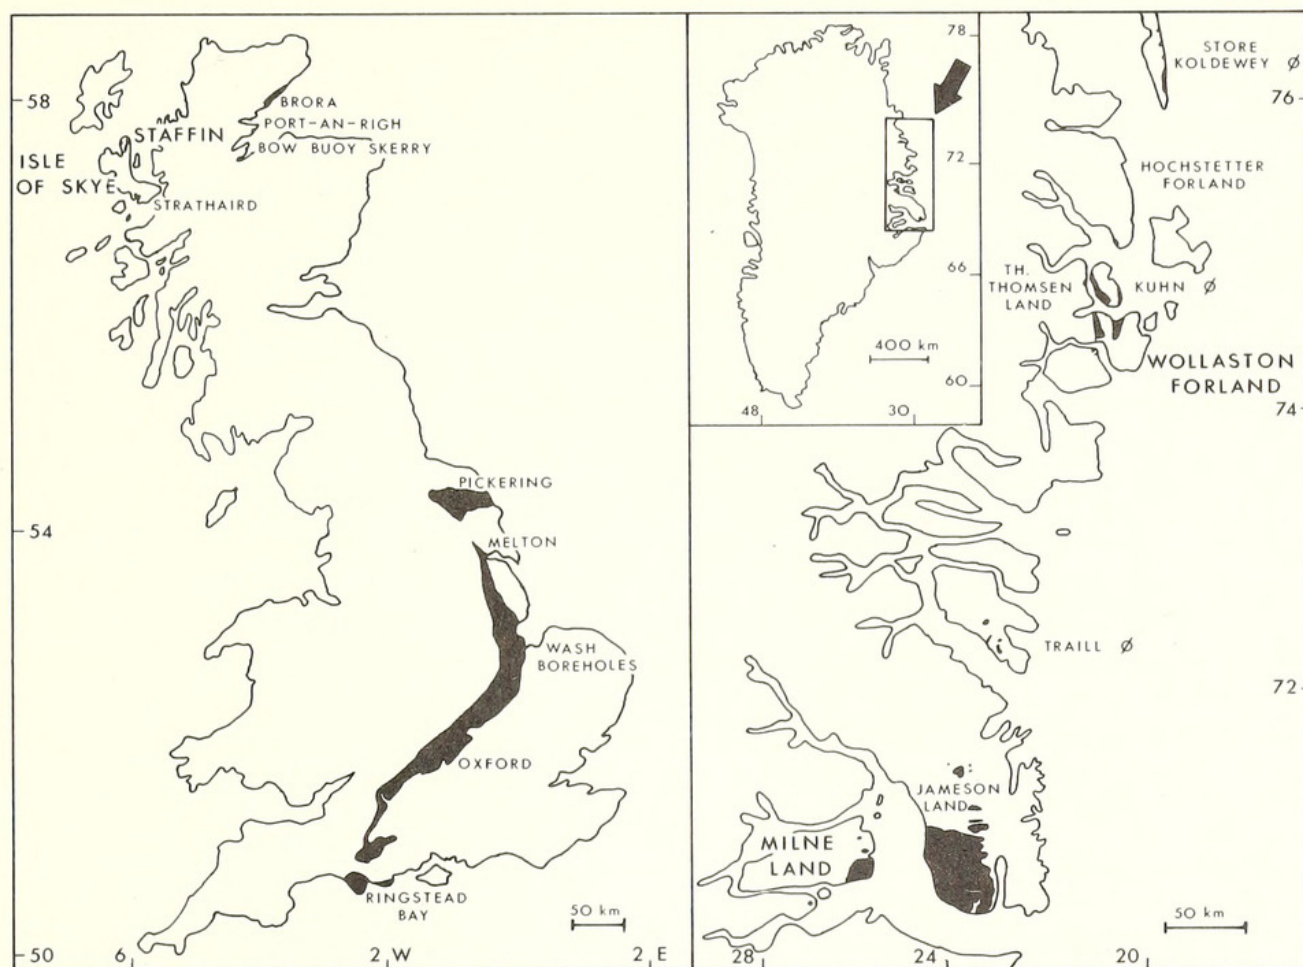 58
BRORA
PORT-AN-RIGH
BOW BUOY SKERRY
STAFFIN
ISLE
OF SKYE
STRATHAIRD
PICKERING
54
MELTON
WASH
BOREHOLES
OXFORD
RINGSTEAD
BAY
50 km
50
6
2 W
2 E
78
72
66
60
400 km
48
30
STORE
KOLDEWEY Ø
76
HOCHSTETTER
FORLAND
TH.
THOMSEN
LAND
KUHN Ø
WOLLASTON
FORLAND
74
TRAILL Ø
72
JAMESON
LAND
MILNE
LAND
50 km
28
24
20